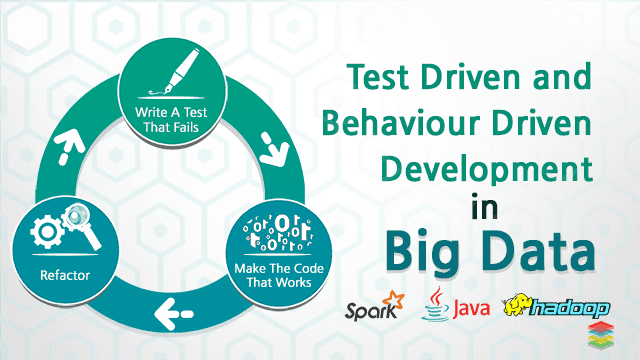 Write A Test
That Fails
Make The Code
That Works
Refactor
Test Driven and
Behaviour Driven
Development
in
Big Data
Spark
Java
hadoop